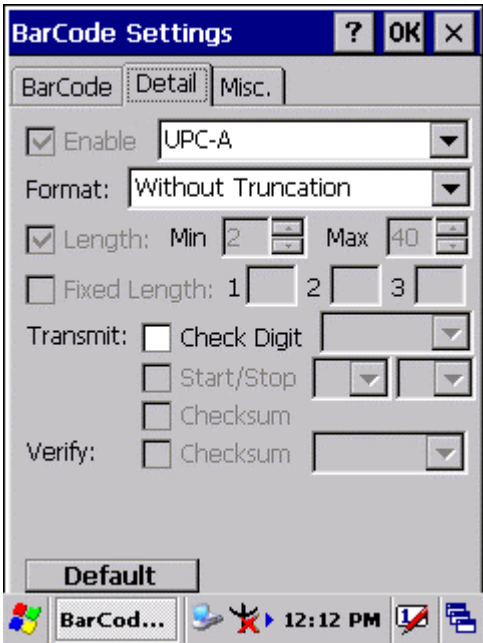 BarCode Settings ? OK ×
BarCode Detail Misc.
Enable UPC-A
Format: Without Truncation
Length: Min 2 Max 40
Fixed Length: 1 2 3
Transmit: Check Digit
Start/Stop
Checksum
Verify: Checksum
Default
BarCod... 12:12 PM 1